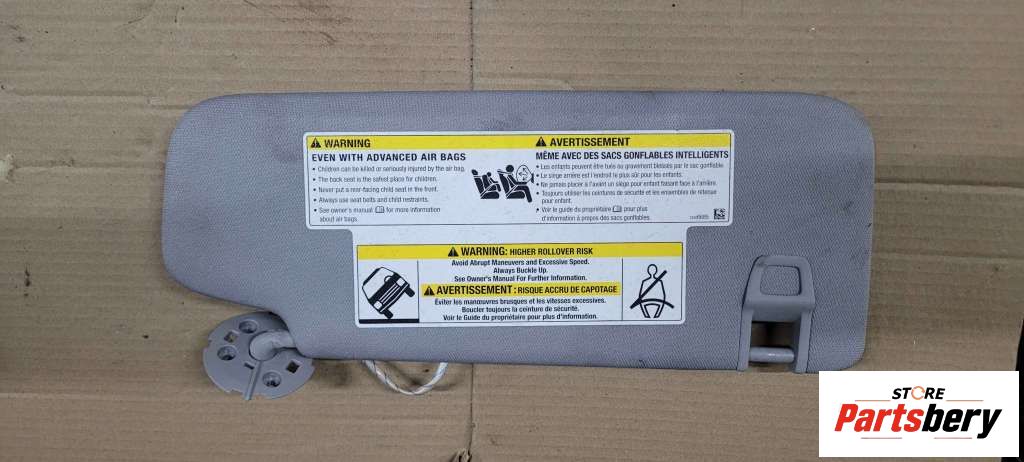 WARNING
EVEN WITH ADVANCED AIR BAGS
• Children can be killed or seriously injured by the air bag.
• The back seat is the safest place for children.
• Never put a rear-facing child seat in the front.
• Always use seat belts and child restraints.
• See owner's manual for more information
about air bags.
AVERTISSEMENT
MÊME AVEC DES SACS GONFLABLES INTELLIGENTS
• Les enfants peuvent être tués ou gravement blessés par le sac gonflable.
• Le siège arrière est l'endroit le plus sûr pour les enfants.
• Ne jamais placer à l'avant un siège pour enfant faisant face à l'arrière.
• Toujours utiliser les ceintures de sécurité et les ensembles de retenue
pour enfant.
• Voir le guide du propriétaire pour plus
d'information à propos des sacs gonflables.
WARNING: HIGHER ROLLOVER RISK
Avoid Abrupt Maneuvers and Excessive Speed.
Always Buckle Up.
See Owner's Manual For Further Information.
AVERTISSEMENT : RISQUE ACCRU DE CAPOTAGE
Éviter les manœuvres brusques et les vitesses excessives.
Boucler toujours la ceinture de sécurité.
Voir le Guide du propriétaire pour plus d'information.
STORE
Partsbery